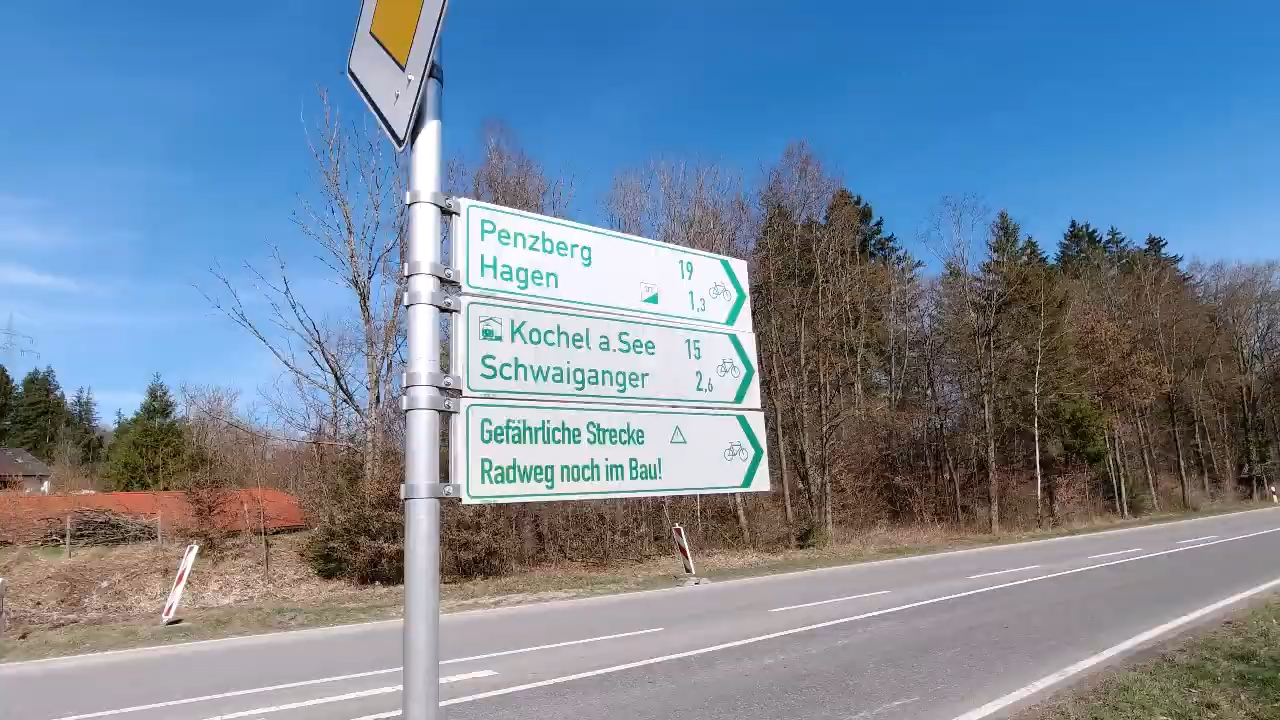 Penzberg 19
Hagen 1,3
Kochel a.See 15
Schwaiganger 2,6
Gefährliche Strecke
Radweg noch im Bau!